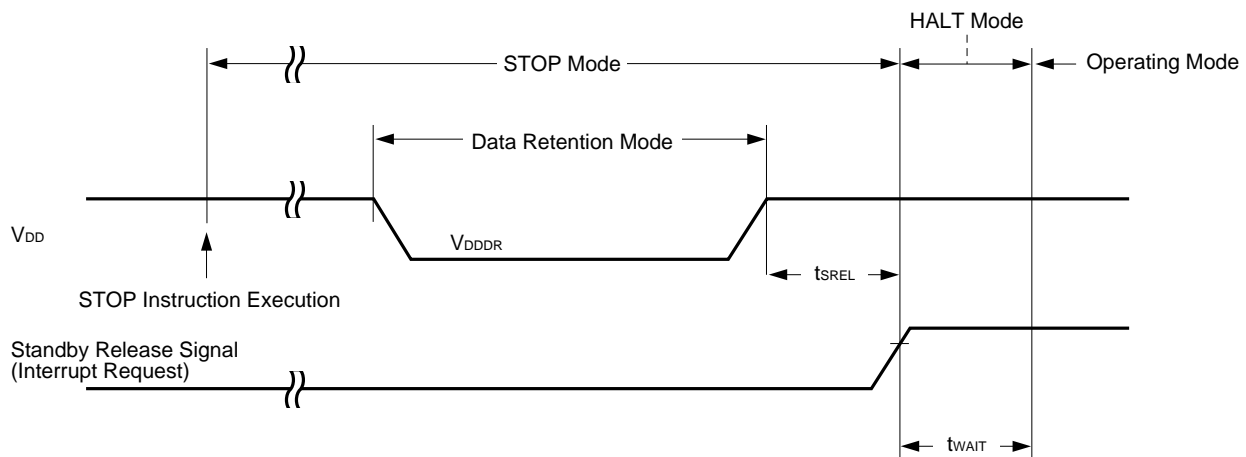 HALT Mode
STOP Mode
Operating Mode
Data Retention Mode
VDD
VDDDR
tSREL
STOP Instruction Execution
Standby Release Signal
(Interrupt Request)
tWAIT